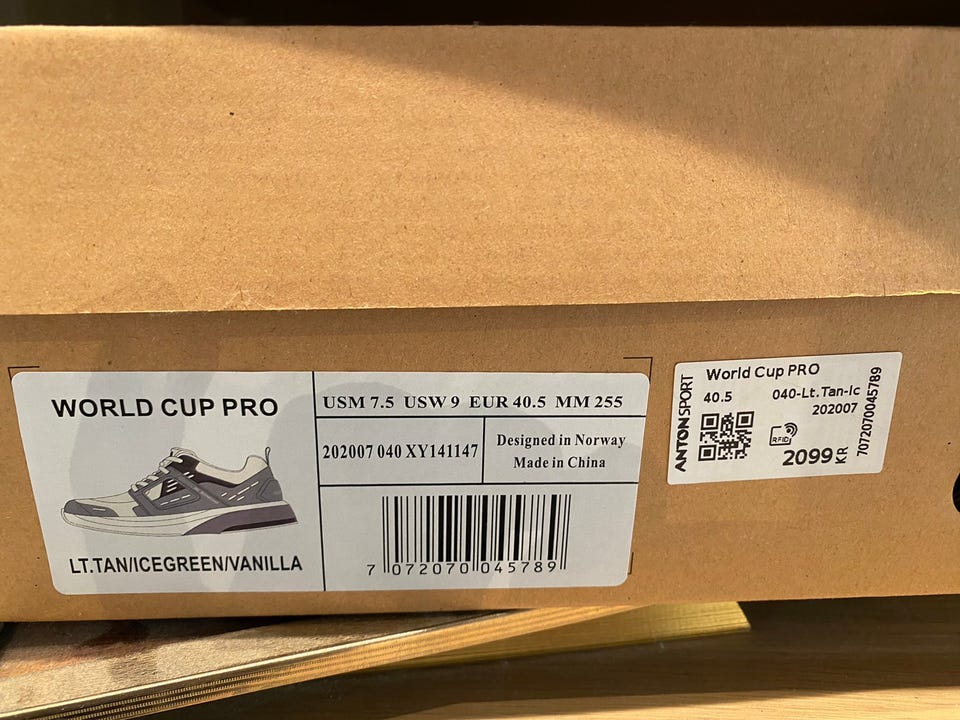 WORLD CUP PRO
LT.TAN/ICEGREEN/VANILLA
USM 7.5 USW 9 EUR 40.5 MM 255
202007 040 XY141147
Designed in Norway
Made in China
7 072070 045789
ANTON SPORT
World Cup PRO
40.5 040-Lt.Tan-Ic
202007
RFID
2099 KR
7072070045789